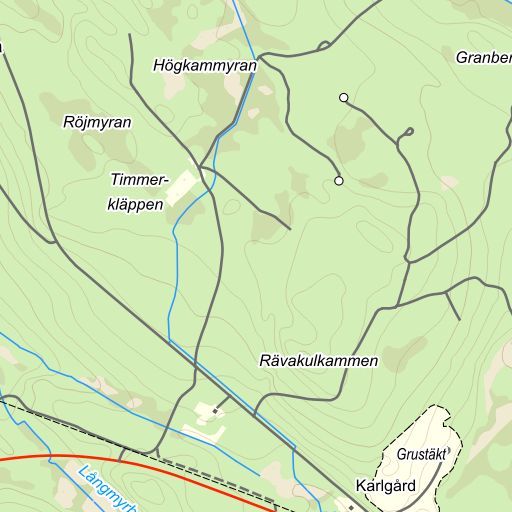 Högkammyran
Granber
Röjmyran
Timmer-
kläppen
Rävakulkammen
Grustäkt
Karlgård
Långmyrb